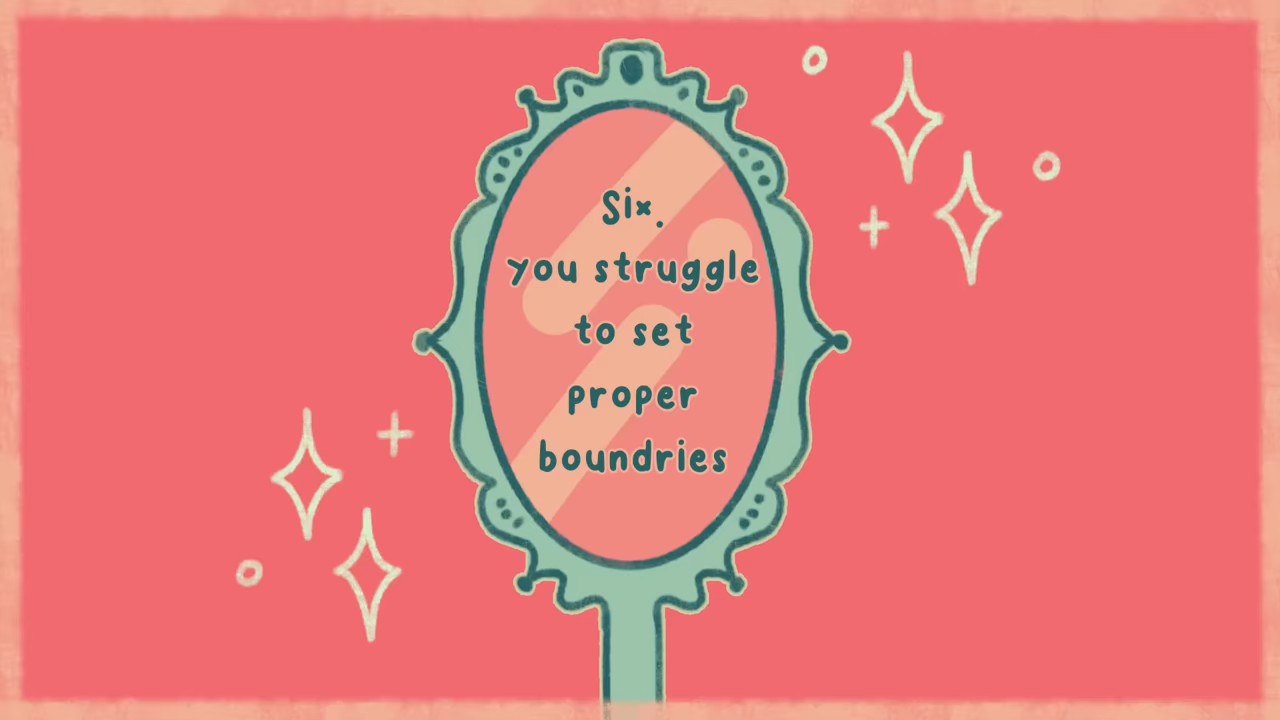 Six.
you struggle
to set
proper
boundries